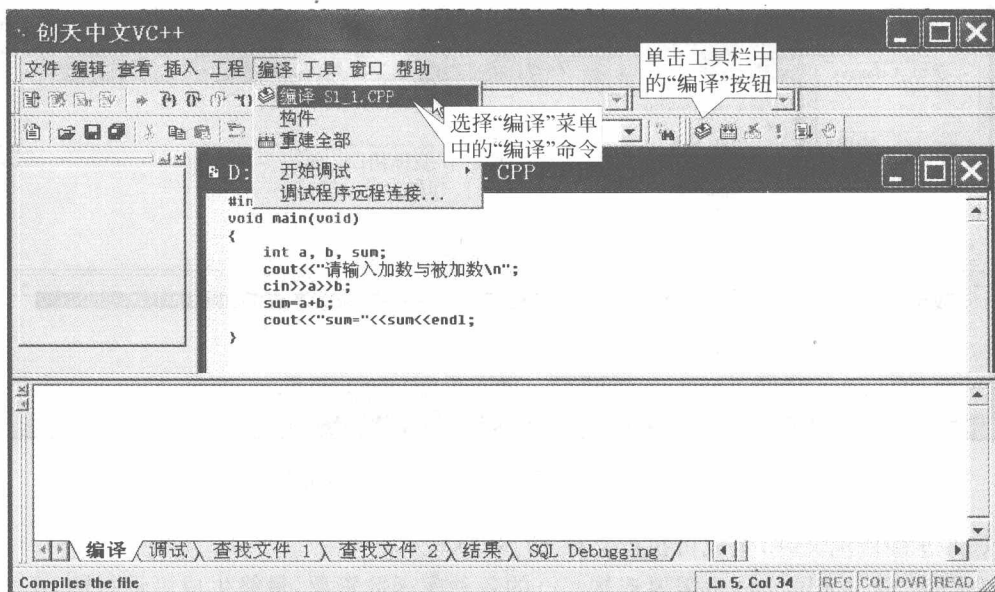 创天中文VC++
文件 编辑 查看 插入 工程 编译 工具 窗口 整助
单击工具栏中
的“编译”按钮
编译 S1_1.CPP
构件
重建全部
开始调试
调试程序远程连接...
选择“编译”菜单
中的“编译”命令
D:
.CPP
#in
void main(void)
{
int a, b, sum;
cout<<"请输入加数与被加数\n";
cin>>a>>b;
sum=a+b;
cout<<"sum="<<sum<<endl;
}
编译 调试 查找文件 1 查找文件 2 结果 SQL Debugging
Compiles the file
Ln 5, Col 34 REC COL OVR READ